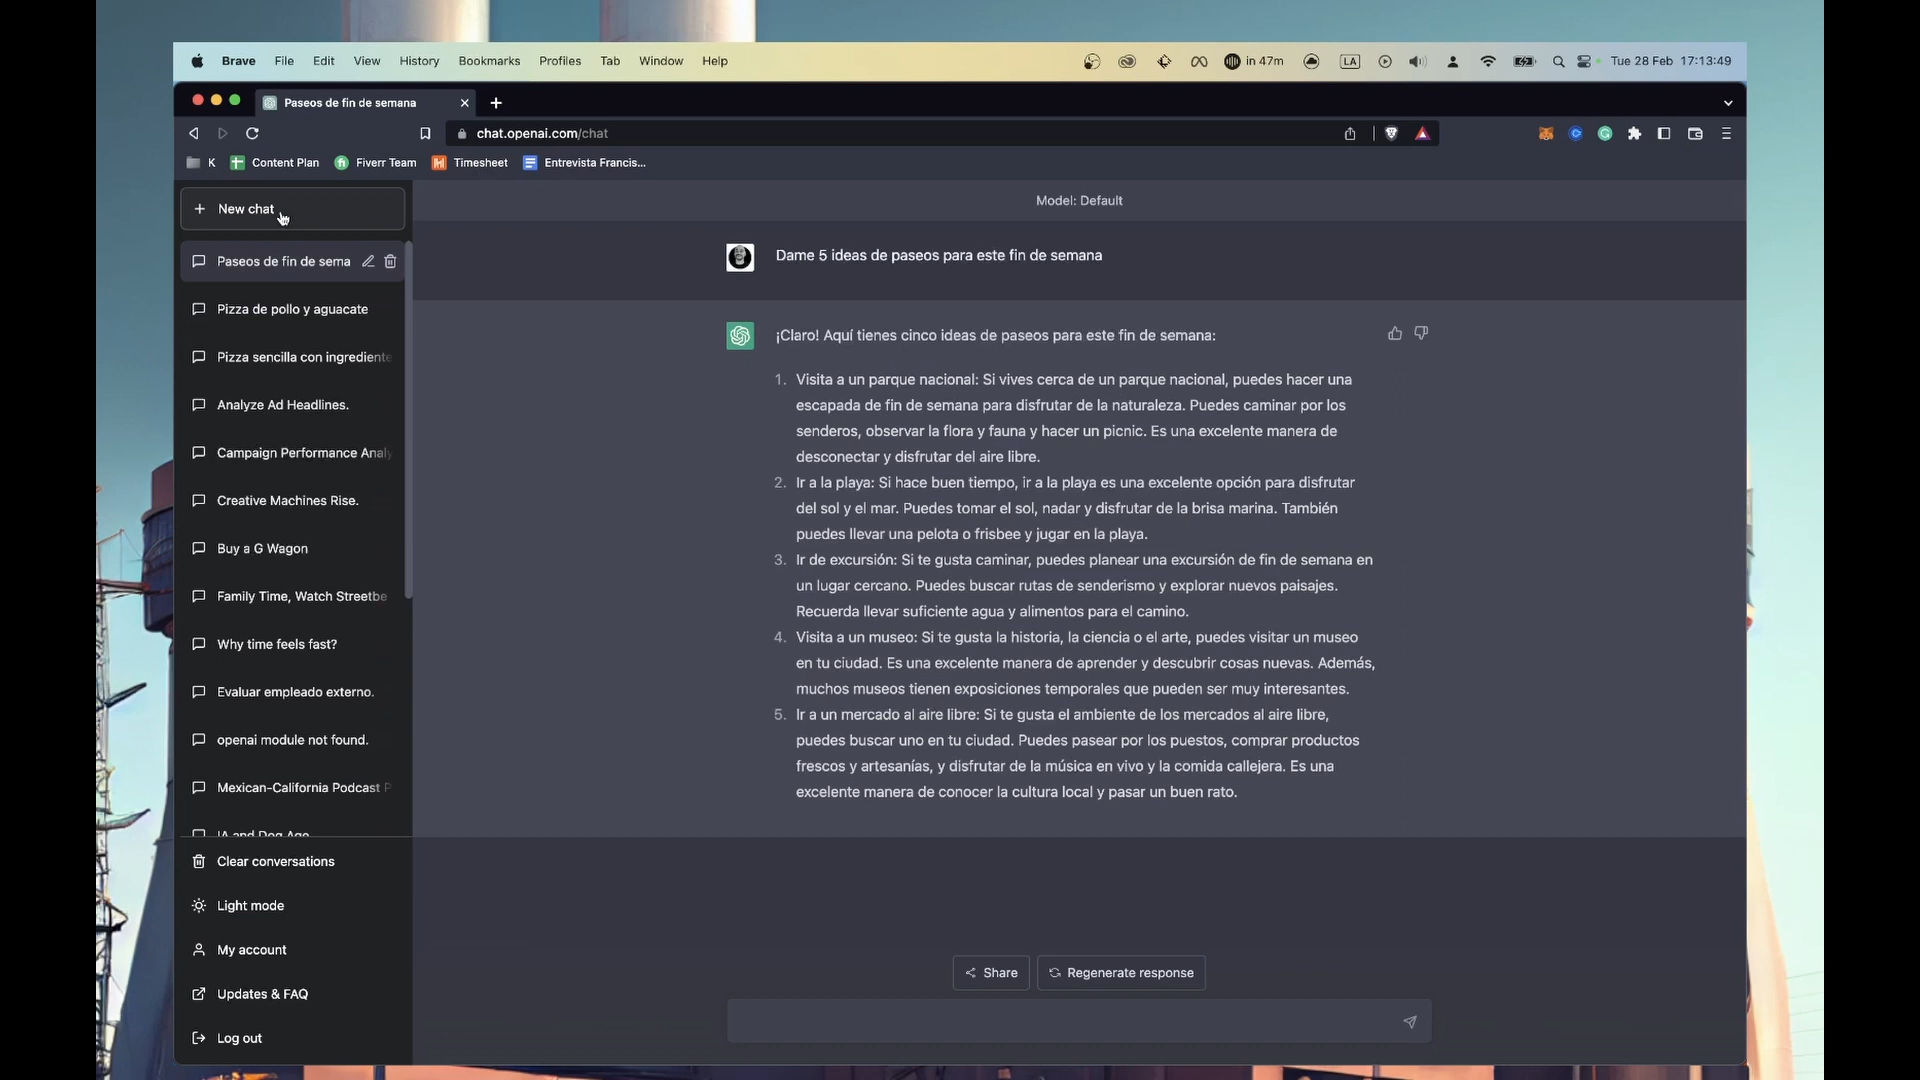 Brave File Edit View History Bookmarks Profiles Tab Window Help in 47m LA Tue 28 Feb 17:13:49
Paseos de fin de semana
chat.openai.com/chat
K Content Plan Fiverr Team Timesheet Entrevista Francis...
New chat
Paseos de fin de sema
Pizza de pollo y aguacate
Pizza sencilla con ingrediente
Analyze Ad Headlines.
Campaign Performance Analy
Creative Machines Rise.
Buy a G Wagon
Family Time, Watch Streetbe
Why time feels fast?
Evaluar empleado externo.
openai module not found.
Mexican-California Podcast P
IA and Dog Age
Clear conversations
Light mode
My account
Updates & FAQ
Log out
Model: Default
Dame 5 ideas de paseos para este fin de semana
¡Claro! Aquí tienes cinco ideas de paseos para este fin de semana:
1. Visita a un parque nacional: Si vives cerca de un parque nacional, puedes hacer una
escapada de fin de semana para disfrutar de la naturaleza. Puedes caminar por los
senderos, observar la flora y fauna y hacer un picnic. Es una excelente manera de
desconectar y disfrutar del aire libre.
2. Ir a la playa: Si hace buen tiempo, ir a la playa es una excelente opción para disfrutar
del sol y el mar. Puedes tomar el sol, nadar y disfrutar de la brisa marina. También
puedes llevar una pelota o frisbee y jugar en la playa.
3. Ir de excursión: Si te gusta caminar, puedes planear una excursión de fin de semana en
un lugar cercano. Puedes buscar rutas de senderismo y explorar nuevos paisajes.
Recuerda llevar suficiente agua y alimentos para el camino.
4. Visita a un museo: Si te gusta la historia, la ciencia o el arte, puedes visitar un museo
en tu ciudad. Es una excelente manera de aprender y descubrir cosas nuevas. Además,
muchos museos tienen exposiciones temporales que pueden ser muy interesantes.
5. Ir a un mercado al aire libre: Si te gusta el ambiente de los mercados al aire libre,
puedes buscar uno en tu ciudad. Puedes pasear por los puestos, comprar productos
frescos y artesanías, y disfrutar de la música en vivo y la comida callejera. Es una
excelente manera de conocer la cultura local y pasar un buen rato.
Share Regenerate response